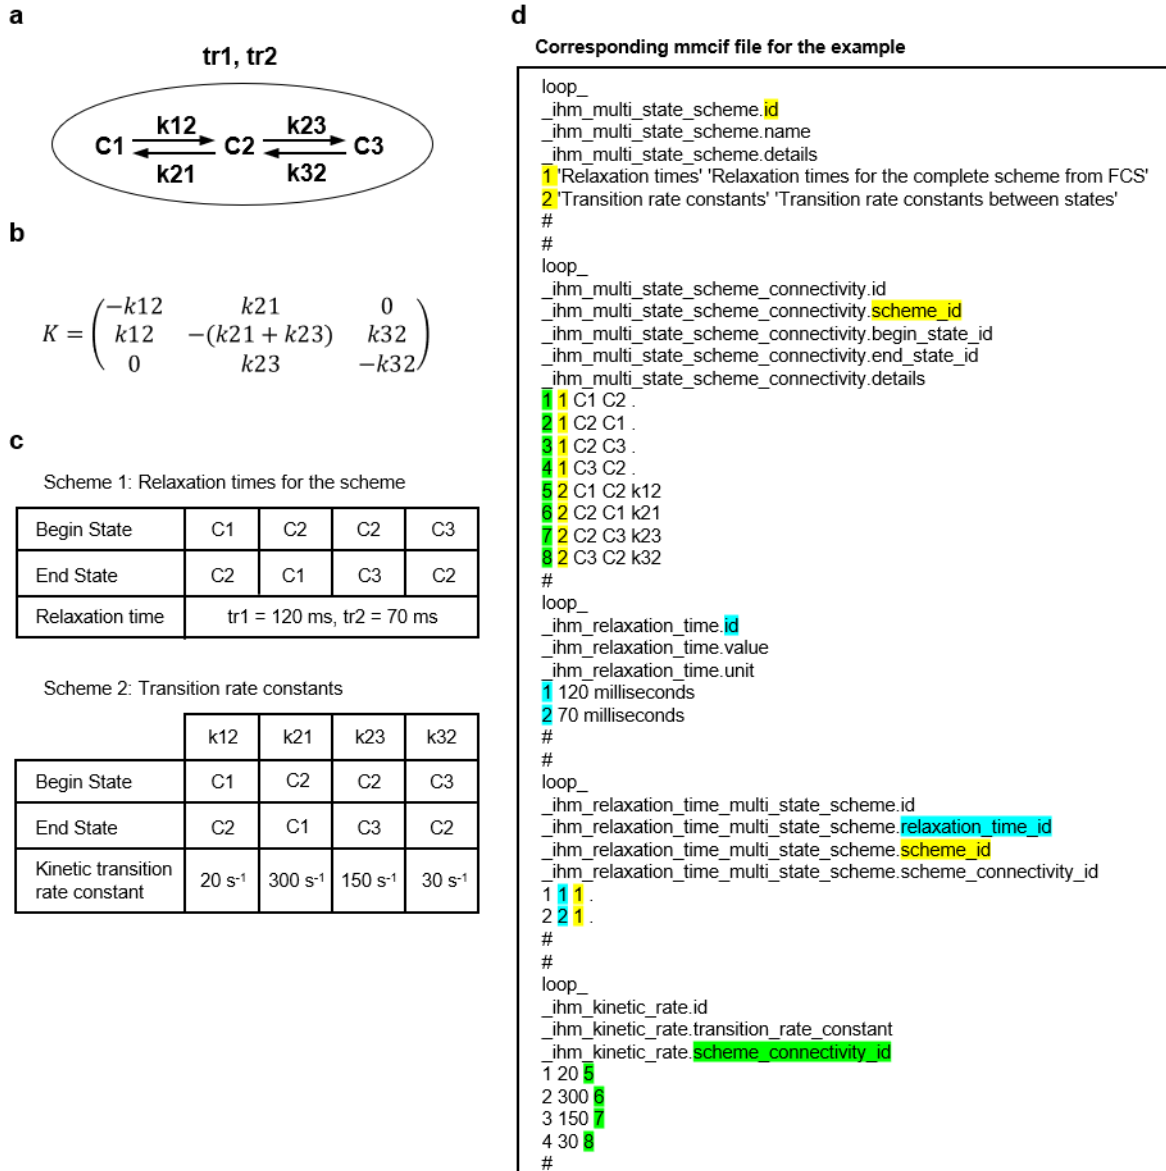 a
tr1, tr2
k12 k23
C1 C2 C3
k21 k32
b
K = (−k12 k21 0
k12 −(k21 + k23) k32
0 k23 −k32)
c
Scheme 1: Relaxation times for the scheme
Begin State C1 C2 C2 C3
End State C2 C1 C3 C2
Relaxation time tr1 = 120 ms, tr2 = 70 ms
Scheme 2: Transition rate constants
k12 k21 k23 k32
Begin State C1 C2 C2 C3
End State C2 C1 C3 C2
Kinetic transition
rate constant 20 s⁻¹ 300 s⁻¹ 150 s⁻¹ 30 s⁻¹
d
Corresponding mmcif file for the example
loop_
_ihm_multi_state_scheme.id
_ihm_multi_state_scheme.name
_ihm_multi_state_scheme.details
1 'Relaxation times' 'Relaxation times for the complete scheme from FCS'
2 'Transition rate constants' 'Transition rate constants between states'
#
#
loop_
_ihm_multi_state_scheme_connectivity.id
_ihm_multi_state_scheme_connectivity.scheme_id
_ihm_multi_state_scheme_connectivity.begin_state_id
_ihm_multi_state_scheme_connectivity.end_state_id
_ihm_multi_state_scheme_connectivity.details
1 1 C1 C2 .
2 1 C2 C1 .
3 1 C2 C3 .
4 1 C3 C2 .
5 2 C1 C2 k12
6 2 C2 C1 k21
7 2 C2 C3 k23
8 2 C3 C2 k32
#
loop_
_ihm_relaxation_time.id
_ihm_relaxation_time.value
_ihm_relaxation_time.unit
1 120 milliseconds
2 70 milliseconds
#
#
loop_
_ihm_relaxation_time_multi_state_scheme.id
_ihm_relaxation_time_multi_state_scheme.relaxation_time_id
_ihm_relaxation_time_multi_state_scheme.scheme_id
_ihm_relaxation_time_multi_state_scheme.scheme_connectivity_id
1 1 1 .
2 2 1 .
#
#
loop_
_ihm_kinetic_rate.id
_ihm_kinetic_rate.transition_rate_constant
_ihm_kinetic_rate.scheme_connectivity_id
1 20 5
2 300 6
3 150 7
4 30 8
#